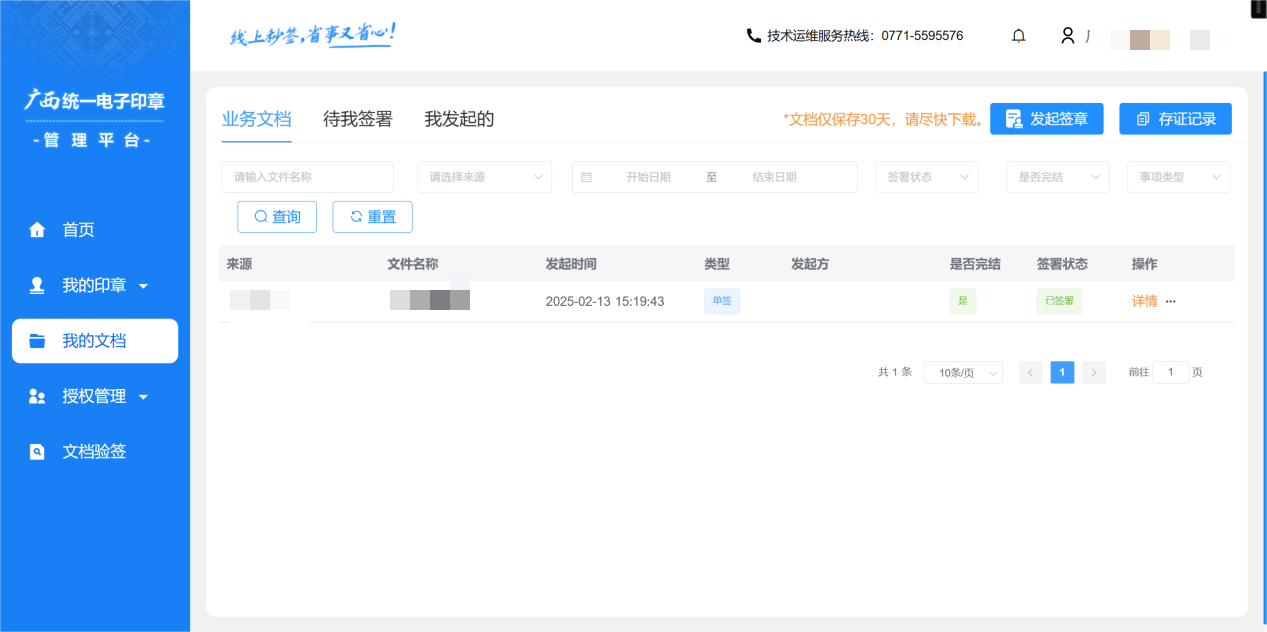 线上秒签,省事又省心!
技术运维服务热线：0771-5595576
广西统一电子印章
-管理平台-
首页
我的印章
我的文档
授权管理
文档验签
业务文档 待我签署 我发起的
*文档仅保存30天，请尽快下载。 发起签章 存证记录
请输入文件名称 请选择来源 开始日期 至 结束日期 签署状态 是否完结 事项类型
查询 重置
来源 文件名称 发起时间 类型 发起方 是否完结 签署状态 操作
2025-02-13 15:19:43 单签 是 已签署 详情 ···
共 1 条 10条/页 1 前往 1 页